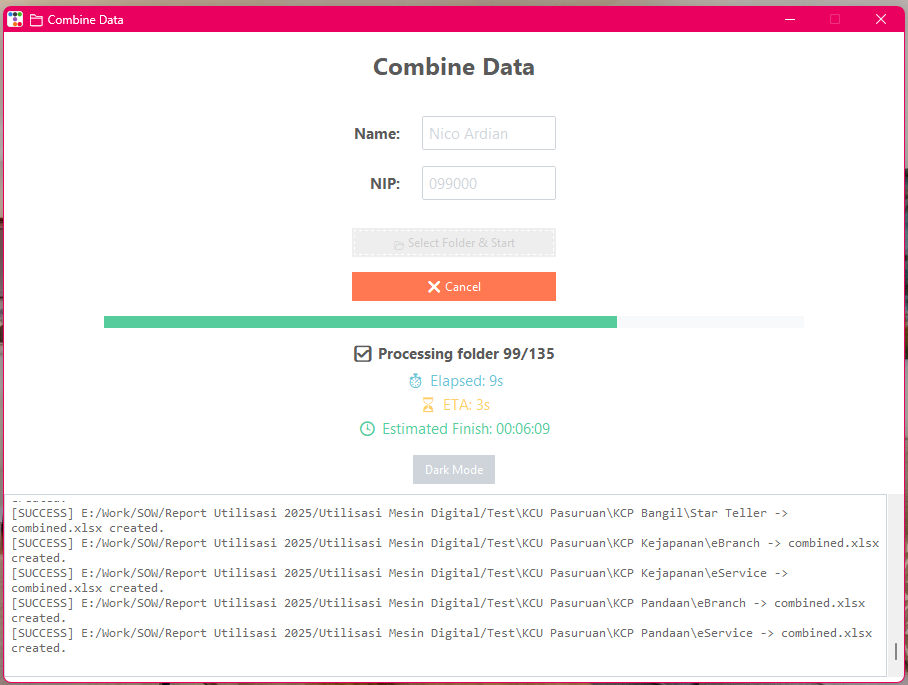 Combine Data
Combine Data
Name: Nico Ardian
NIP: 099000
Select Folder & Start
Cancel
Processing folder 99/135
Elapsed: 9s
ETA: 3s
Estimated Finish: 00:06:09
Dark Mode
created.
[SUCCESS] E:/Work/SOW/Report Utilisasi 2025/Utilisasi Mesin Digital/Test\KCU Pasuruan\KCP Bangil\Star Teller ->
combined.xlsx created.
[SUCCESS] E:/Work/SOW/Report Utilisasi 2025/Utilisasi Mesin Digital/Test\KCU Pasuruan\KCP Kejapanan\eBranch -> combined.xlsx
created.
[SUCCESS] E:/Work/SOW/Report Utilisasi 2025/Utilisasi Mesin Digital/Test\KCU Pasuruan\KCP Kejapanan\eService ->
combined.xlsx created.
[SUCCESS] E:/Work/SOW/Report Utilisasi 2025/Utilisasi Mesin Digital/Test\KCU Pasuruan\KCP Pandaan\eBranch -> combined.xlsx
created.
[SUCCESS] E:/Work/SOW/Report Utilisasi 2025/Utilisasi Mesin Digital/Test\KCU Pasuruan\KCP Pandaan\eService -> combined.xlsx
created.